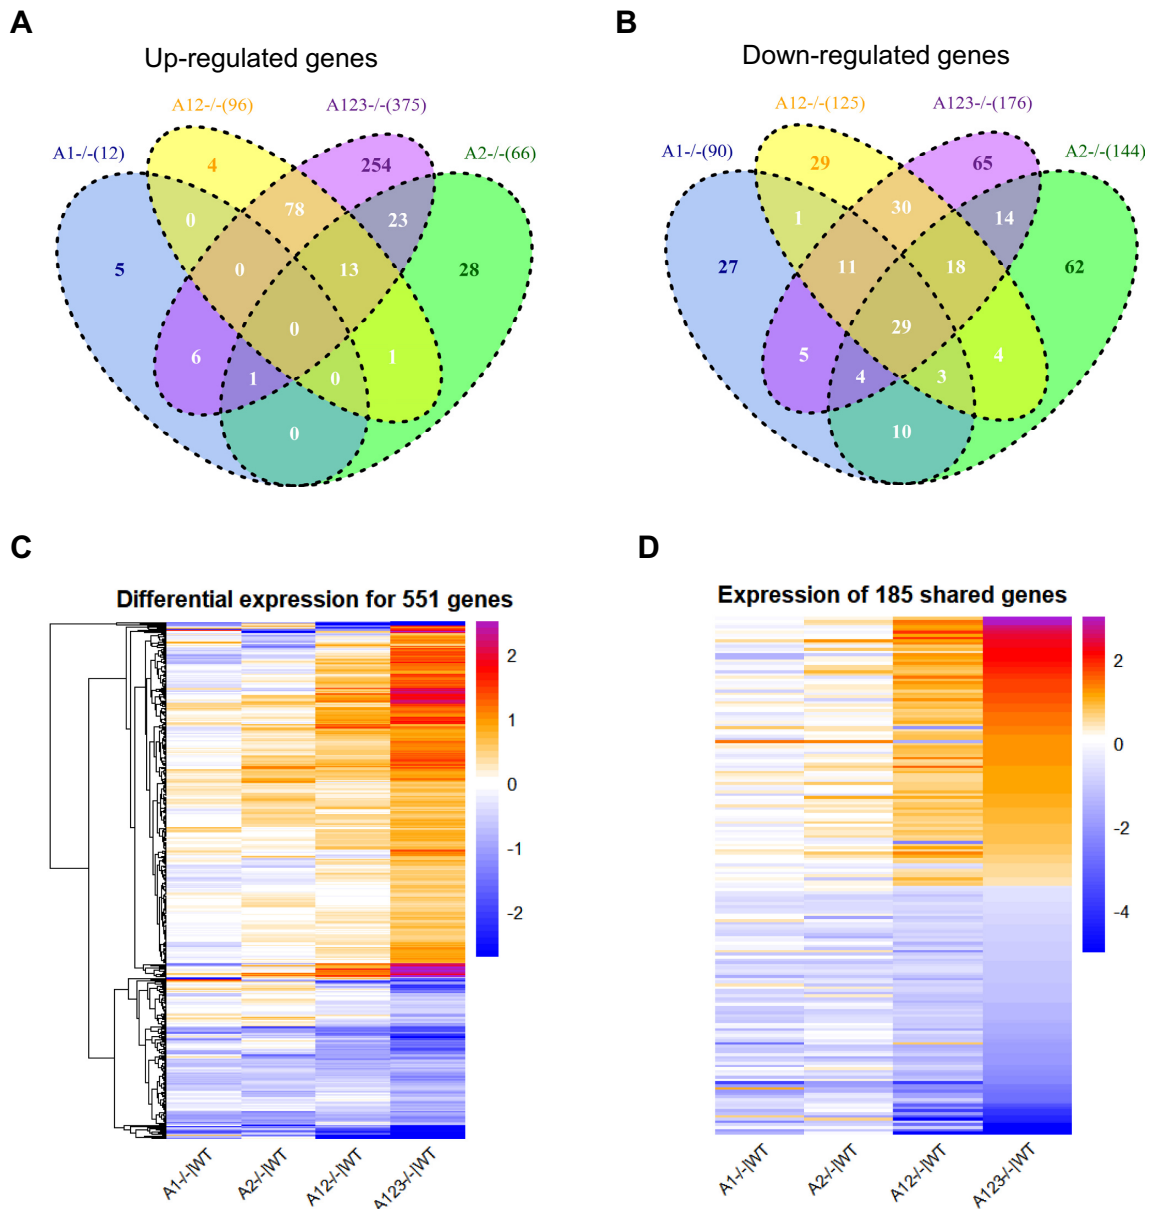 A
B
Up-regulated genes
Down-regulated genes
A12-/-(96)
A123-/-(375)
A1-/-(12)
A2-/-(66)
4
254
0
78
23
5
0
13
28
0
6
1
1
0
0
A12-/-(125)
A123-/-(176)
A1-/-(90)
A2-/-(144)
29
65
1
30
14
27
11
18
62
29
5
4
4
3
10
C
D
Differential expression for 551 genes
2
1
0
-1
-2
A1-/-|WT
A2-/-|WT
A12-/-|WT
A123-/-|WT
Expression of 185 shared genes
2
0
-2
-4
A1-/-|WT
A2-/-|WT
A12-/-|WT
A123-/-|WT